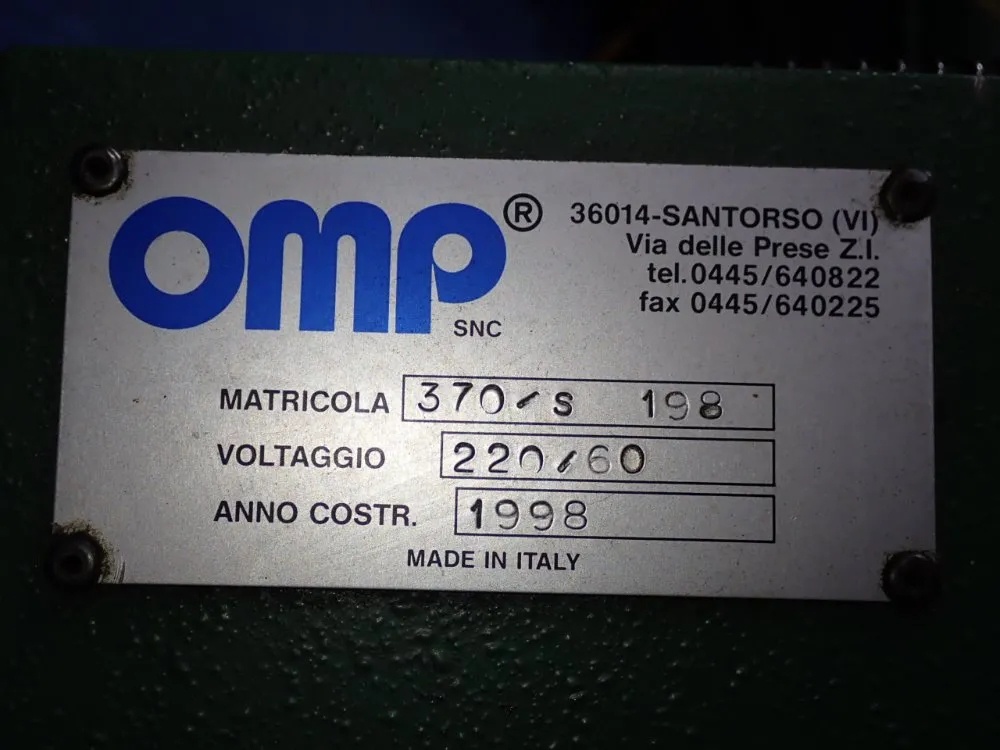 OMP®
SNC
36014-SANTORSO (VI)
Via delle Prese Z.I.
tel.0445/640822
fax 0445/640225
MATRICOLA 370/S 198
VOLTAGGIO 220/60
ANNO COSTR. 1998
MADE IN ITALY